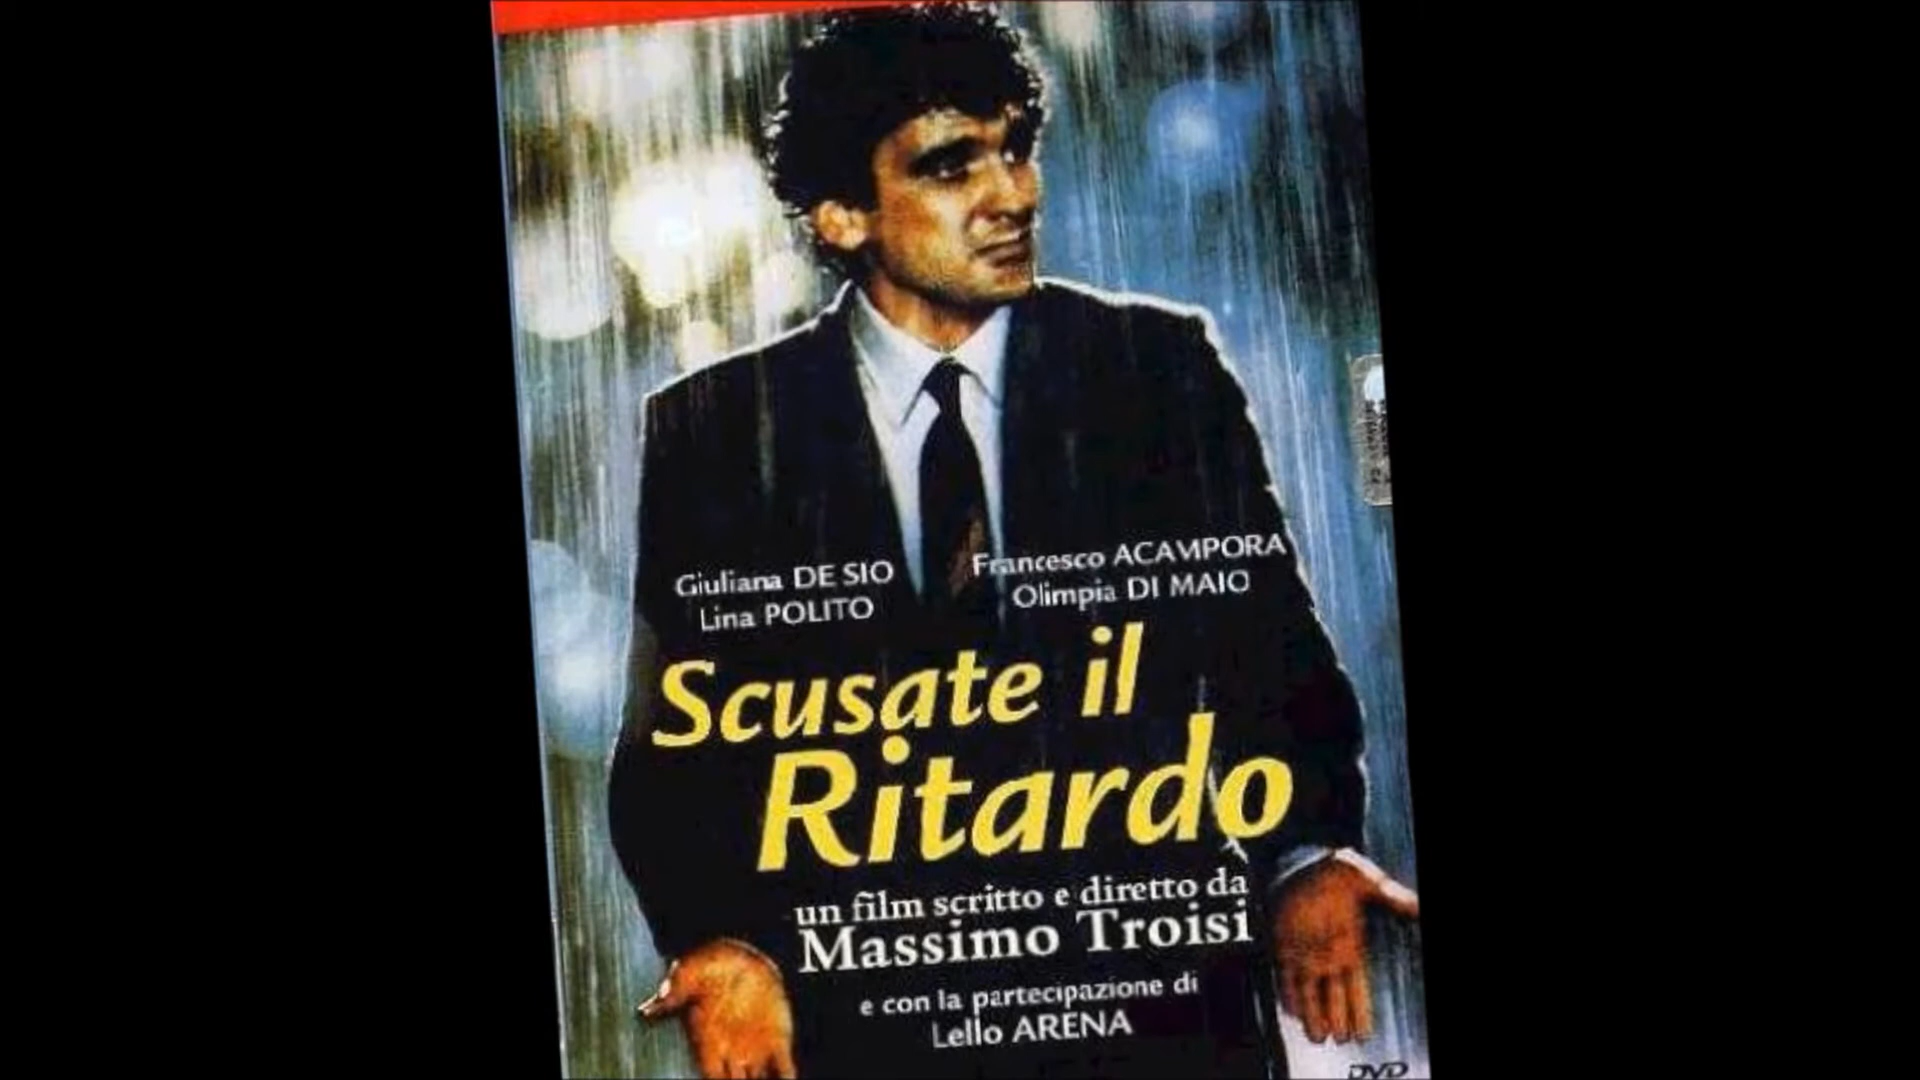 Giuliana DE SIO
Lina POLITO
Francesco ACAMPORA
Olimpia DI MAIO
Scusate il
Ritardo
un film scritto e diretto da
Massimo Troisi
e con la partecipazione di
Lello ARENA
DVD